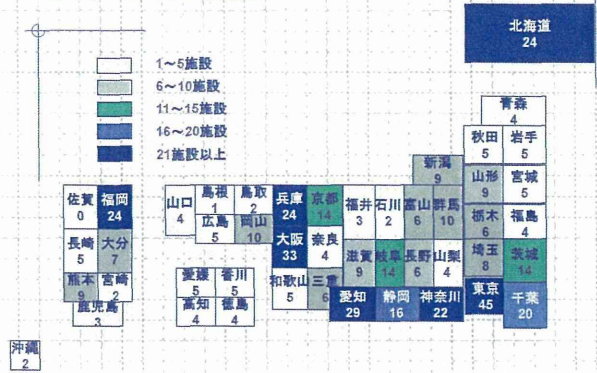 北海道
24
1～5施設
6～10施設
11～15施設
16～20施設
21施設以上
青森
4
秋田
5
岩手
5
新潟
9
山形
9
宮城
5
佐賀
0
福岡
24
山口
4
島根
1
鳥取
2
兵庫
24
京都
14
福井
3
石川
2
富山
6
群馬
10
栃木
6
福島
4
広島
5
岡山
10
長崎
5
大分
7
大阪
33
奈良
4
滋賀
9
岐阜
14
長野
6
山梨
4
埼玉
8
茨城
14
熊本
9
宮崎
2
愛媛
5
香川
5
和歌山
5
三重
6
愛知
29
静岡
16
神奈川
22
東京
45
千葉
20
鹿児島
3
高知
4
徳島
4
沖縄
2